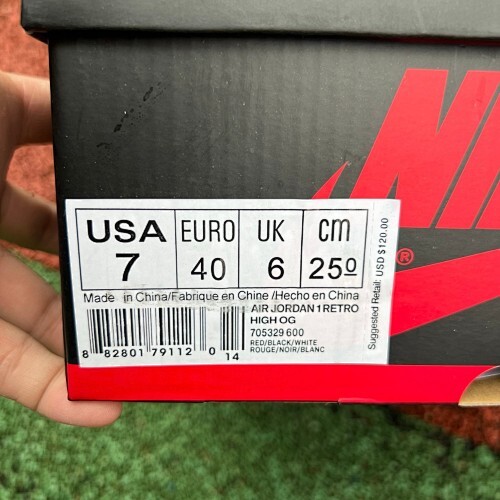 NI
®
USA EURO UK cm
7 40 6 25⁰
Made in China/Fabrique en Chine /Hecho en China
AIR JORDAN 1 RETRO
HIGH OG
705329 600
RED/BLACK/WHITE
ROUGE/NOIR/BLANC
8 82801 79112 0 14
Suggested Retail: USD $120.00